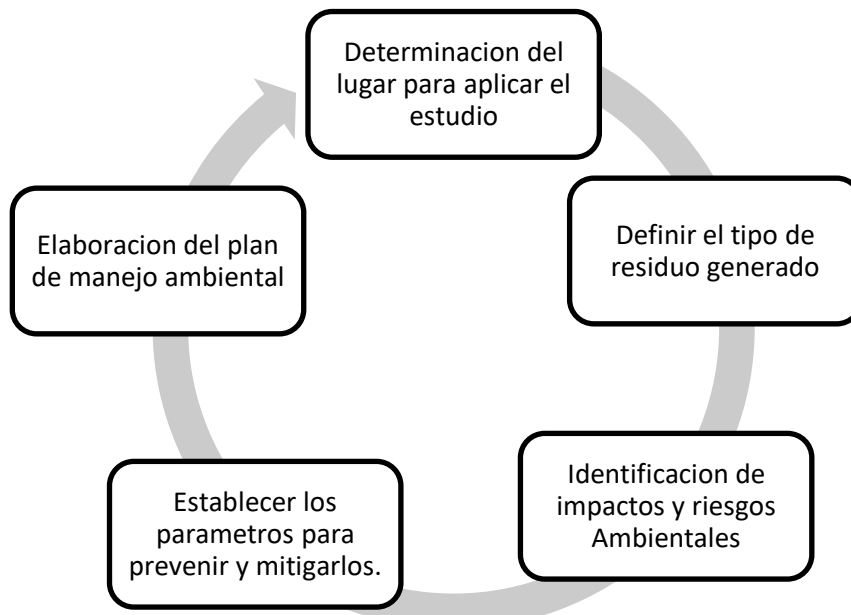 Determinacion del
lugar para aplicar el
estudio
Definir el tipo de
residuo generado
Identificacion de
impactos y riesgos
Ambientales
Establecer los
parametros para
prevenir y mitigarlos.
Elaboracion del plan
de manejo ambiental